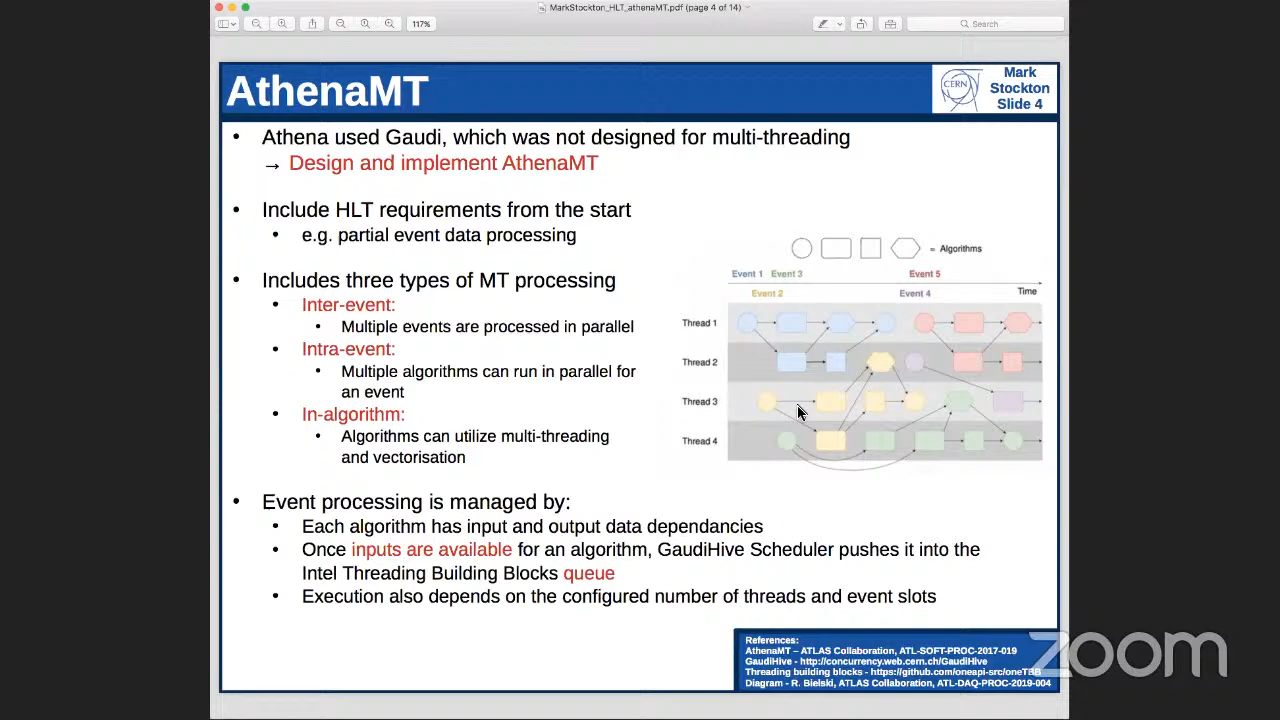 MarkStockton_HLT_athenaMT.pdf (page 4 of 14)
117%
Search
AthenaMT
CERN
Mark
Stockton
Slide 4
• Athena used Gaudi, which was not designed for multi-threading
→ Design and implement AthenaMT
• Include HLT requirements from the start
• e.g. partial event data processing
• Includes three types of MT processing
• Inter-event:
• Multiple events are processed in parallel
• Intra-event:
• Multiple algorithms can run in parallel for
an event
• In-algorithm:
• Algorithms can utilize multi-threading
and vectorisation
= Algorithms
Event 1 Event 3 Event 5
Event 2 Event 4 Time
Thread 1
Thread 2
Thread 3
Thread 4
• Event processing is managed by:
• Each algorithm has input and output data dependancies
• Once inputs are available for an algorithm, GaudiHive Scheduler pushes it into the
Intel Threading Building Blocks queue
• Execution also depends on the configured number of threads and event slots
References:
AthenaMT – ATLAS Collaboration, ATL-SOFT-PROC-2017-019
GaudiHive - http://concurrency.web.cern.ch/GaudiHive
Threading building blocks - https://github.com/oneapi-src/oneTBB
Diagram - R. Bielski, ATLAS Collaboration, ATL-DAQ-PROC-2019-004
zoom